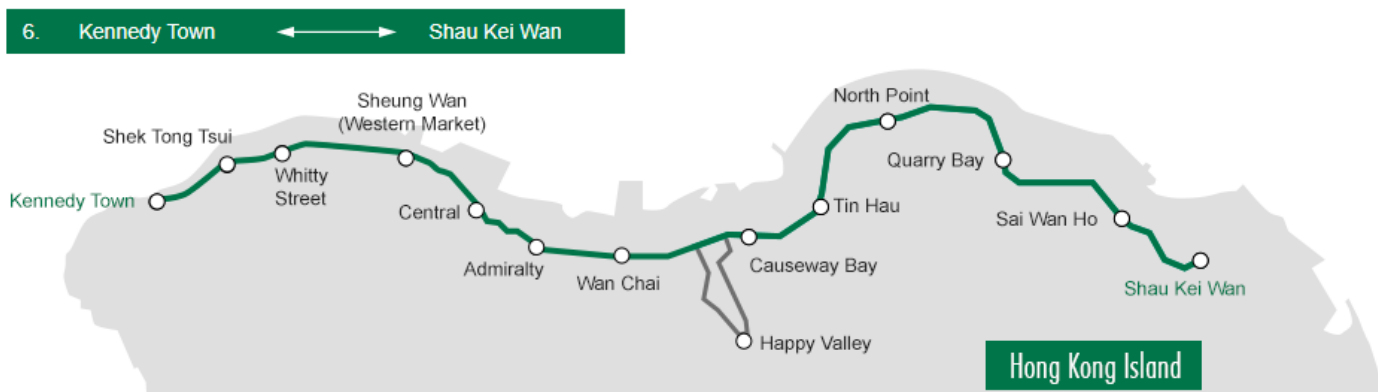 6. Kennedy Town Shau Kei Wan
Sheung Wan
(Western Market)
North Point
Shek Tong Tsui
Quarry Bay
Whitty
Street
Kennedy Town
Central
Tin Hau
Sai Wan Ho
Admiralty
Wan Chai
Causeway Bay
Shau Kei Wan
Happy Valley
Hong Kong Island